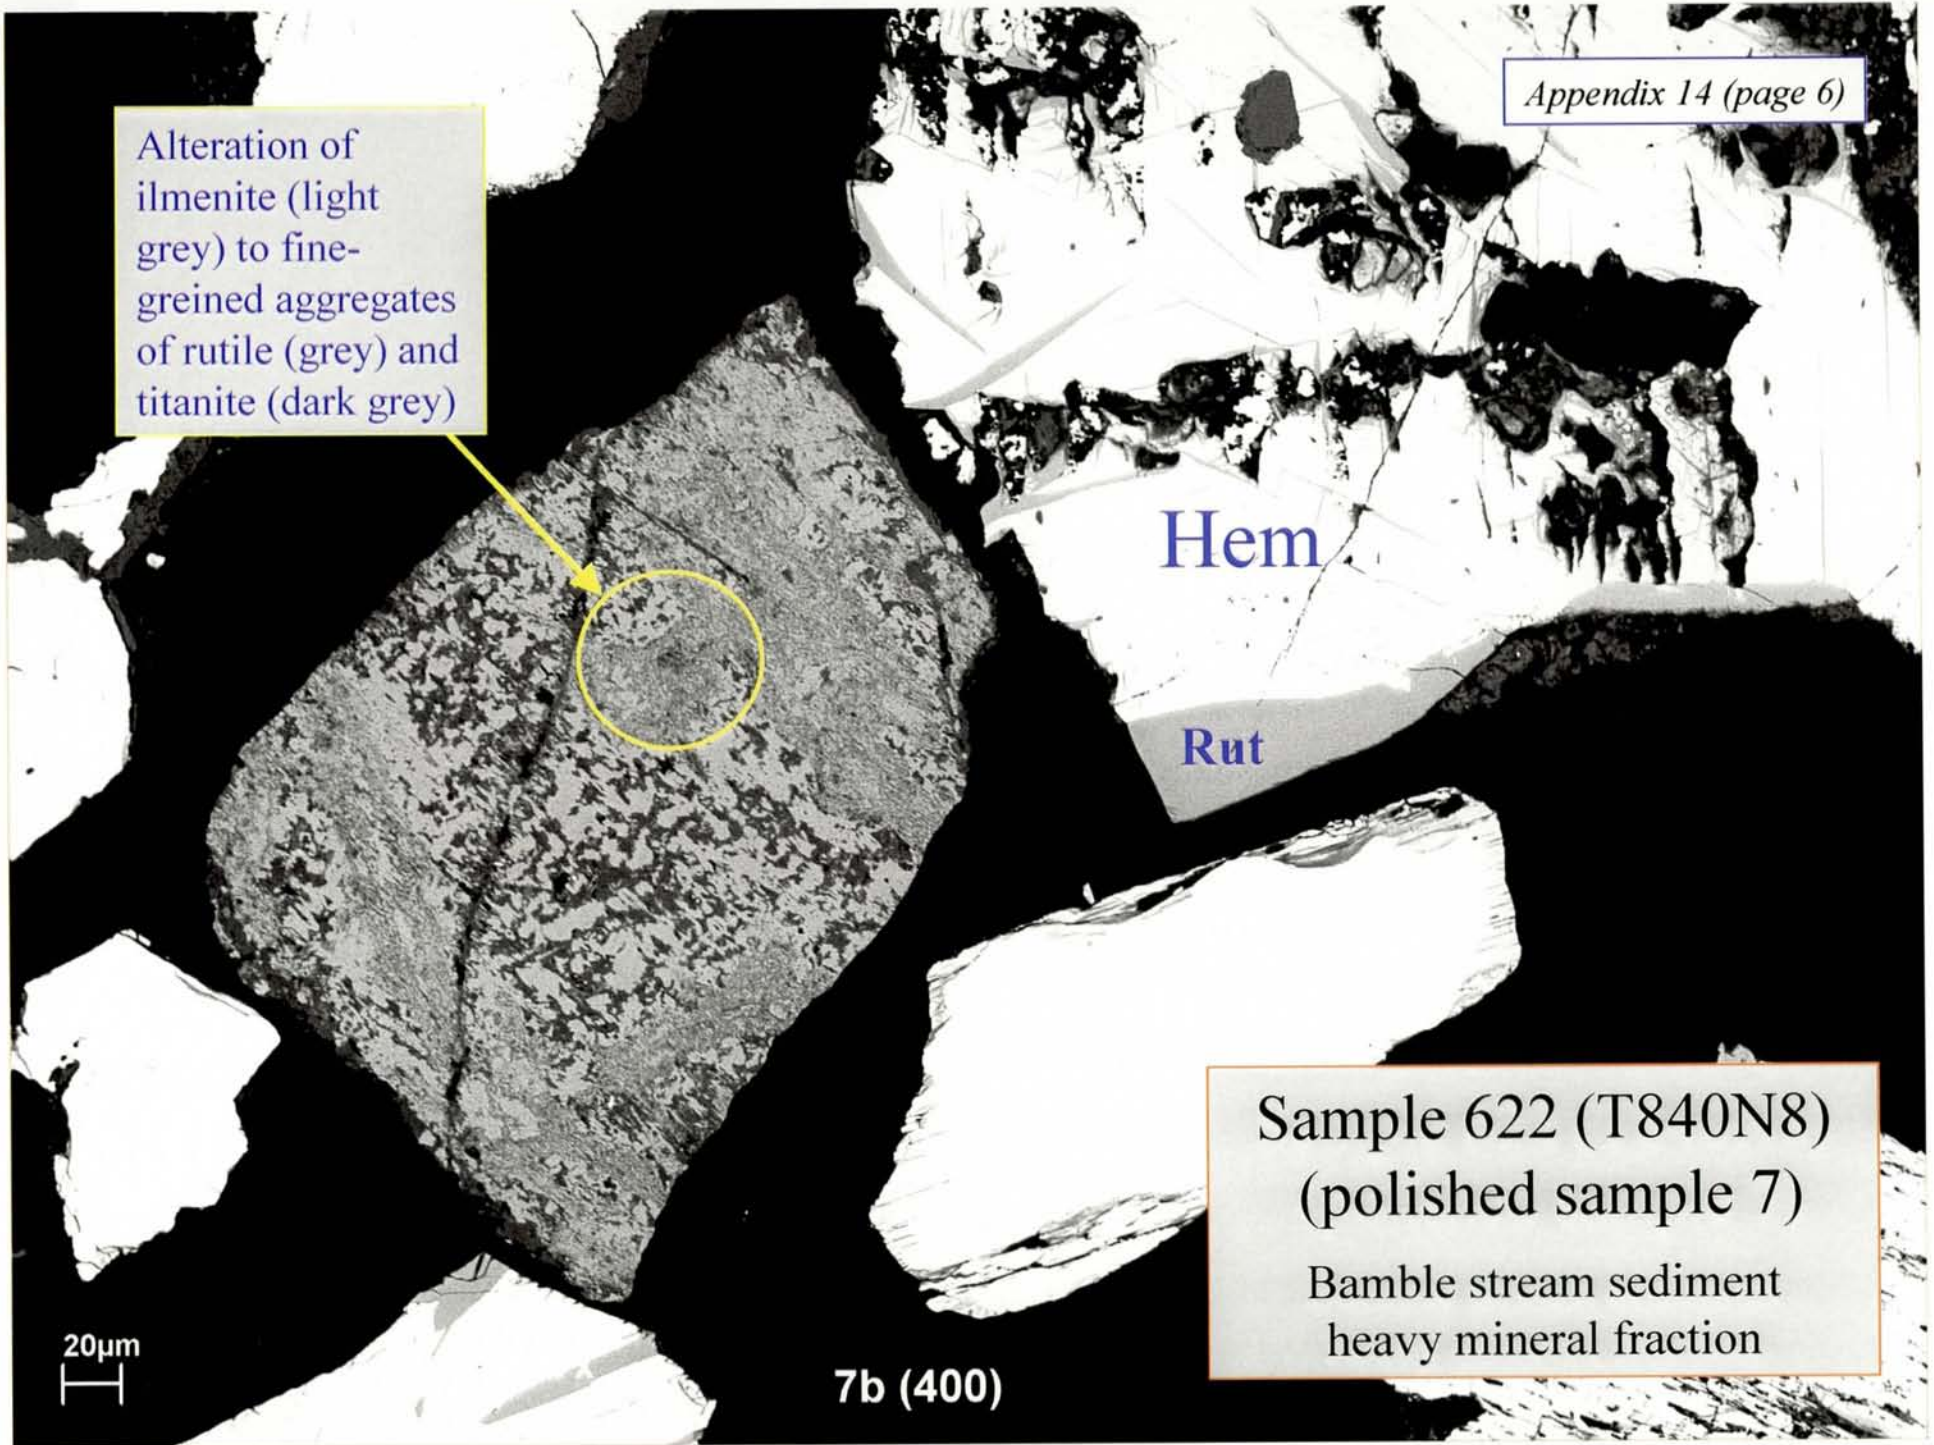 Appendix 14 (page 6)
Alteration of
ilmenite (light
grey) to fine-
greined aggregates
of rutile (grey) and
titanite (dark grey)
Hem
Rut
Sample 622 (T840N8)
(polished sample 7)
Bamble stream sediment
heavy mineral fraction
20µm
7b (400)